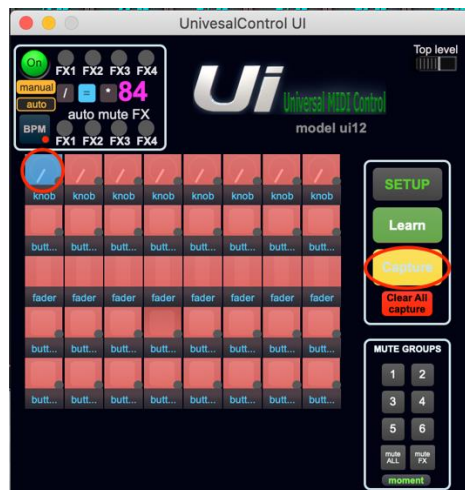 UnivesalControl UI
On
FX1 FX2 FX3 FX4
manual
auto
/ = * 84
auto mute FX
BPM
FX1 FX2 FX3 FX4
Ui Universal MIDI Control
model ui12
Top level
knob knob knob knob knob knob knob knob
butt... butt... butt... butt... butt... butt... butt... butt...
fader fader fader fader fader fader fader fader
butt... butt... butt... butt... butt... butt... butt... butt...
butt... butt... butt... butt... butt... butt... butt... butt...
SETUP
Learn
Capture
Clear All
capture
MUTE GROUPS
1 2
3 4
5 6
mute mute
ALL FX
moment